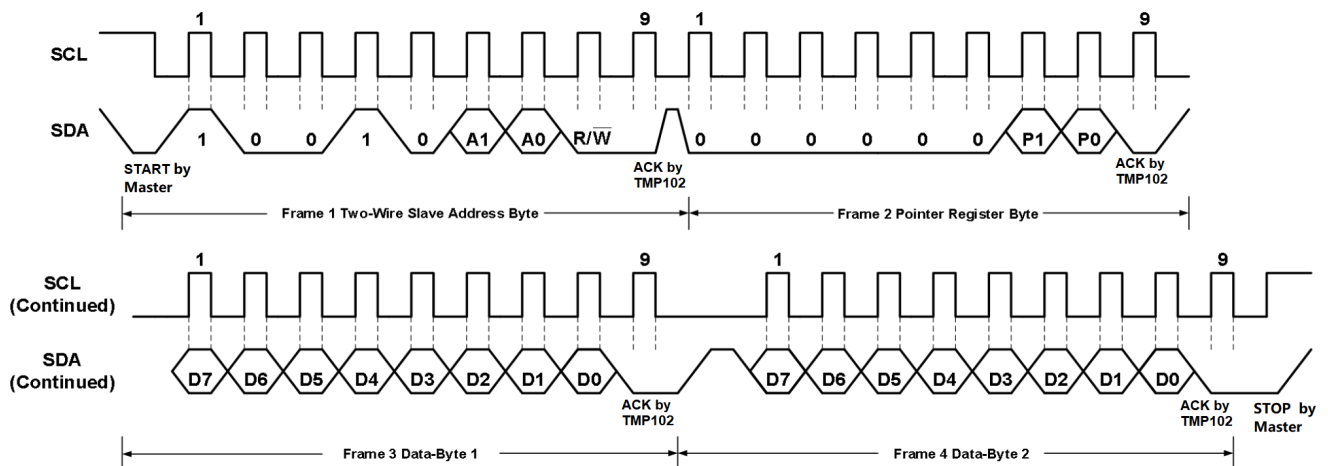 1 9 1 9
SCL
SDA
1 0 0 1 0 A1 A0 R/W̅ 0 0 0 0 0 0 P1 P0
START by
Master
ACK by
TMP102
ACK by
TMP102
Frame 1 Two-Wire Slave Address Byte
Frame 2 Pointer Register Byte
1 9 1 9
SCL
(Continued)
SDA
(Continued)
D7 D6 D5 D4 D3 D2 D1 D0 D7 D6 D5 D4 D3 D2 D1 D0
ACK by
TMP102
ACK by
TMP102
STOP by
Master
Frame 3 Data-Byte 1
Frame 4 Data-Byte 2